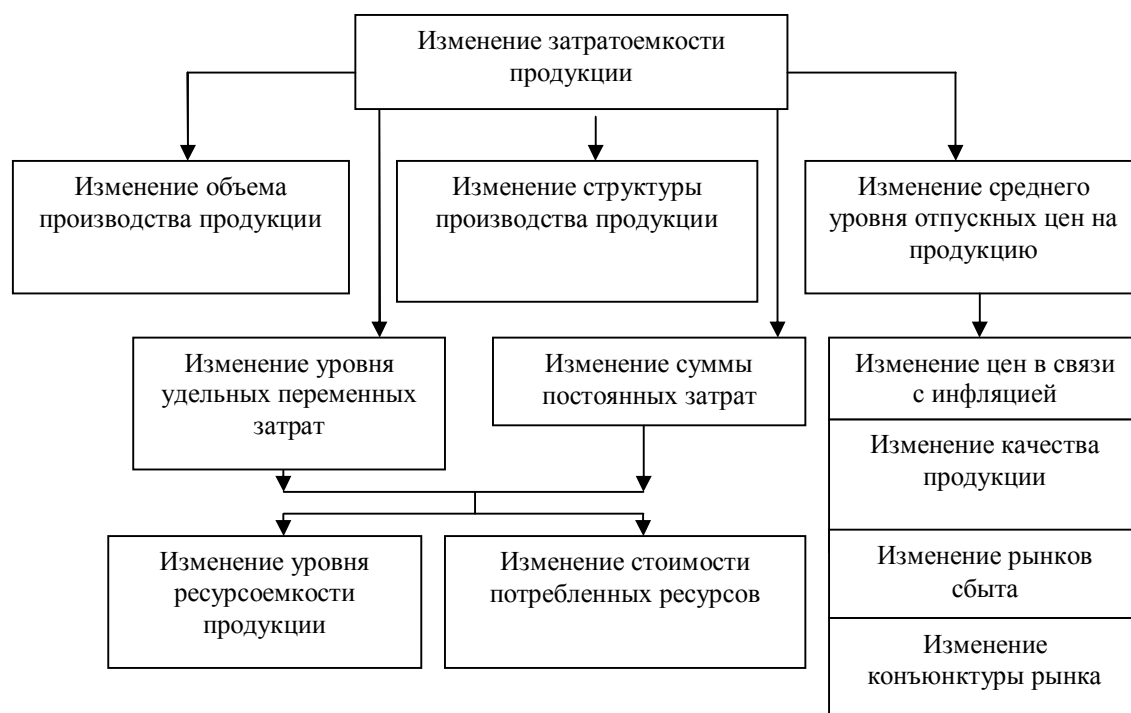 Изменение затратоемкости
продукции
Изменение объема
производства продукции
Изменение структуры
производства продукции
Изменение среднего
уровня отпускных цен на
продукцию
Изменение уровня
удельных переменных
затрат
Изменение суммы
постоянных затрат
Изменение цен в связи
с инфляцией
Изменение качества
продукции
Изменение рынков
сбыта
Изменение
конъюнктуры рынка
Изменение уровня
ресурсоемкости
продукции
Изменение стоимости
потребленных ресурсов